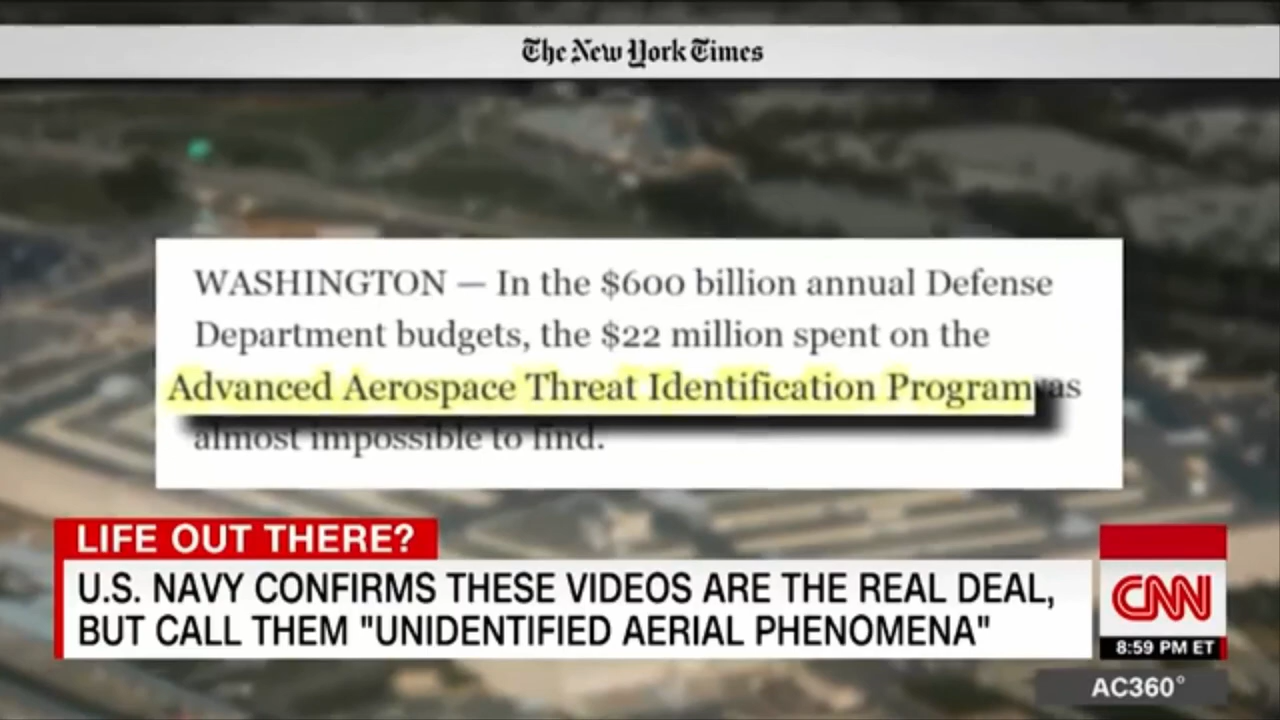 The New York Times
WASHINGTON — In the $600 billion annual Defense
Department budgets, the $22 million spent on the
Advanced Aerospace Threat Identification Program as
almost impossible to find.
LIFE OUT THERE?
U.S. NAVY CONFIRMS THESE VIDEOS ARE THE REAL DEAL,
BUT CALL THEM "UNIDENTIFIED AERIAL PHENOMENA"
CNN
8:59 PM ET
AC360°